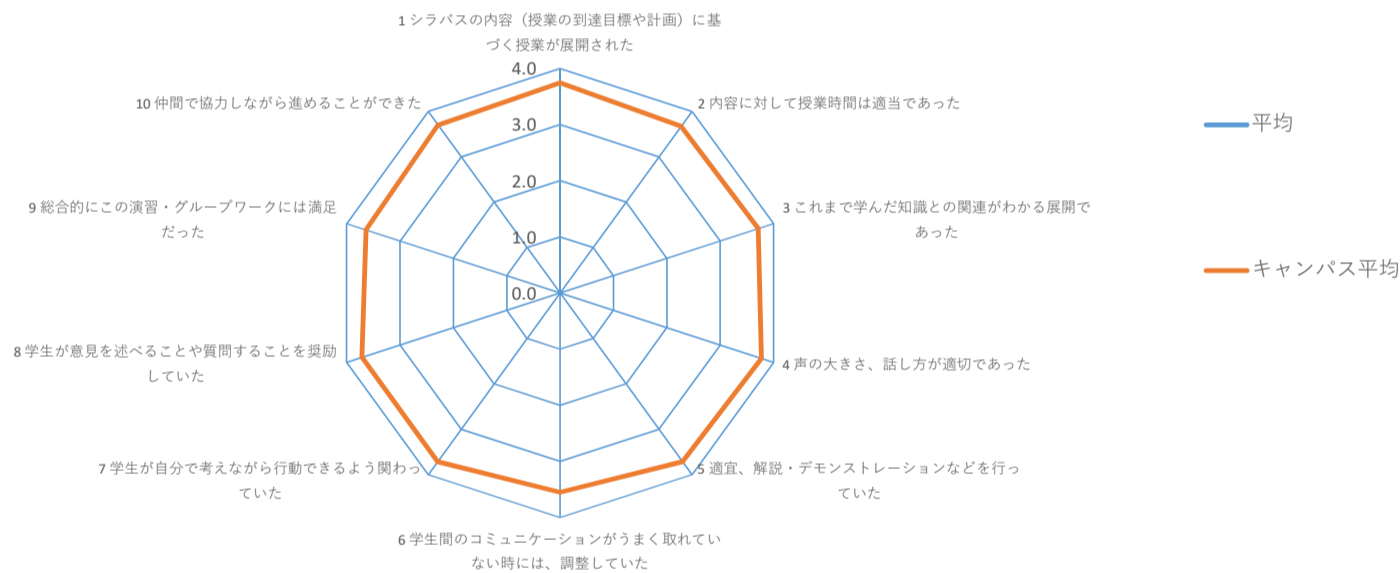 1 シラバスの内容（授業の到達目標や計画）に基
づく授業が展開された
4.0
10 仲間で協力しながら進めることができた
2 内容に対して授業時間は適当であった
平均
3.0
2.0
9 総合的にこの演習・グループワークには満足
だった
3 これまで学んだ知識との関連がわかる展開で
あった
1.0
キャンパス平均
0.0
8 学生が意見を述べることや質問することを奨励
していた
4 声の大きさ、話し方が適切であった
7 学生が自分で考えながら行動できるよう関わっ
ていた
5 適宜、解説・デモンストレーションなどを行っ
ていた
6 学生間のコミュニケーションがうまく取れてい
ない時には、調整していた